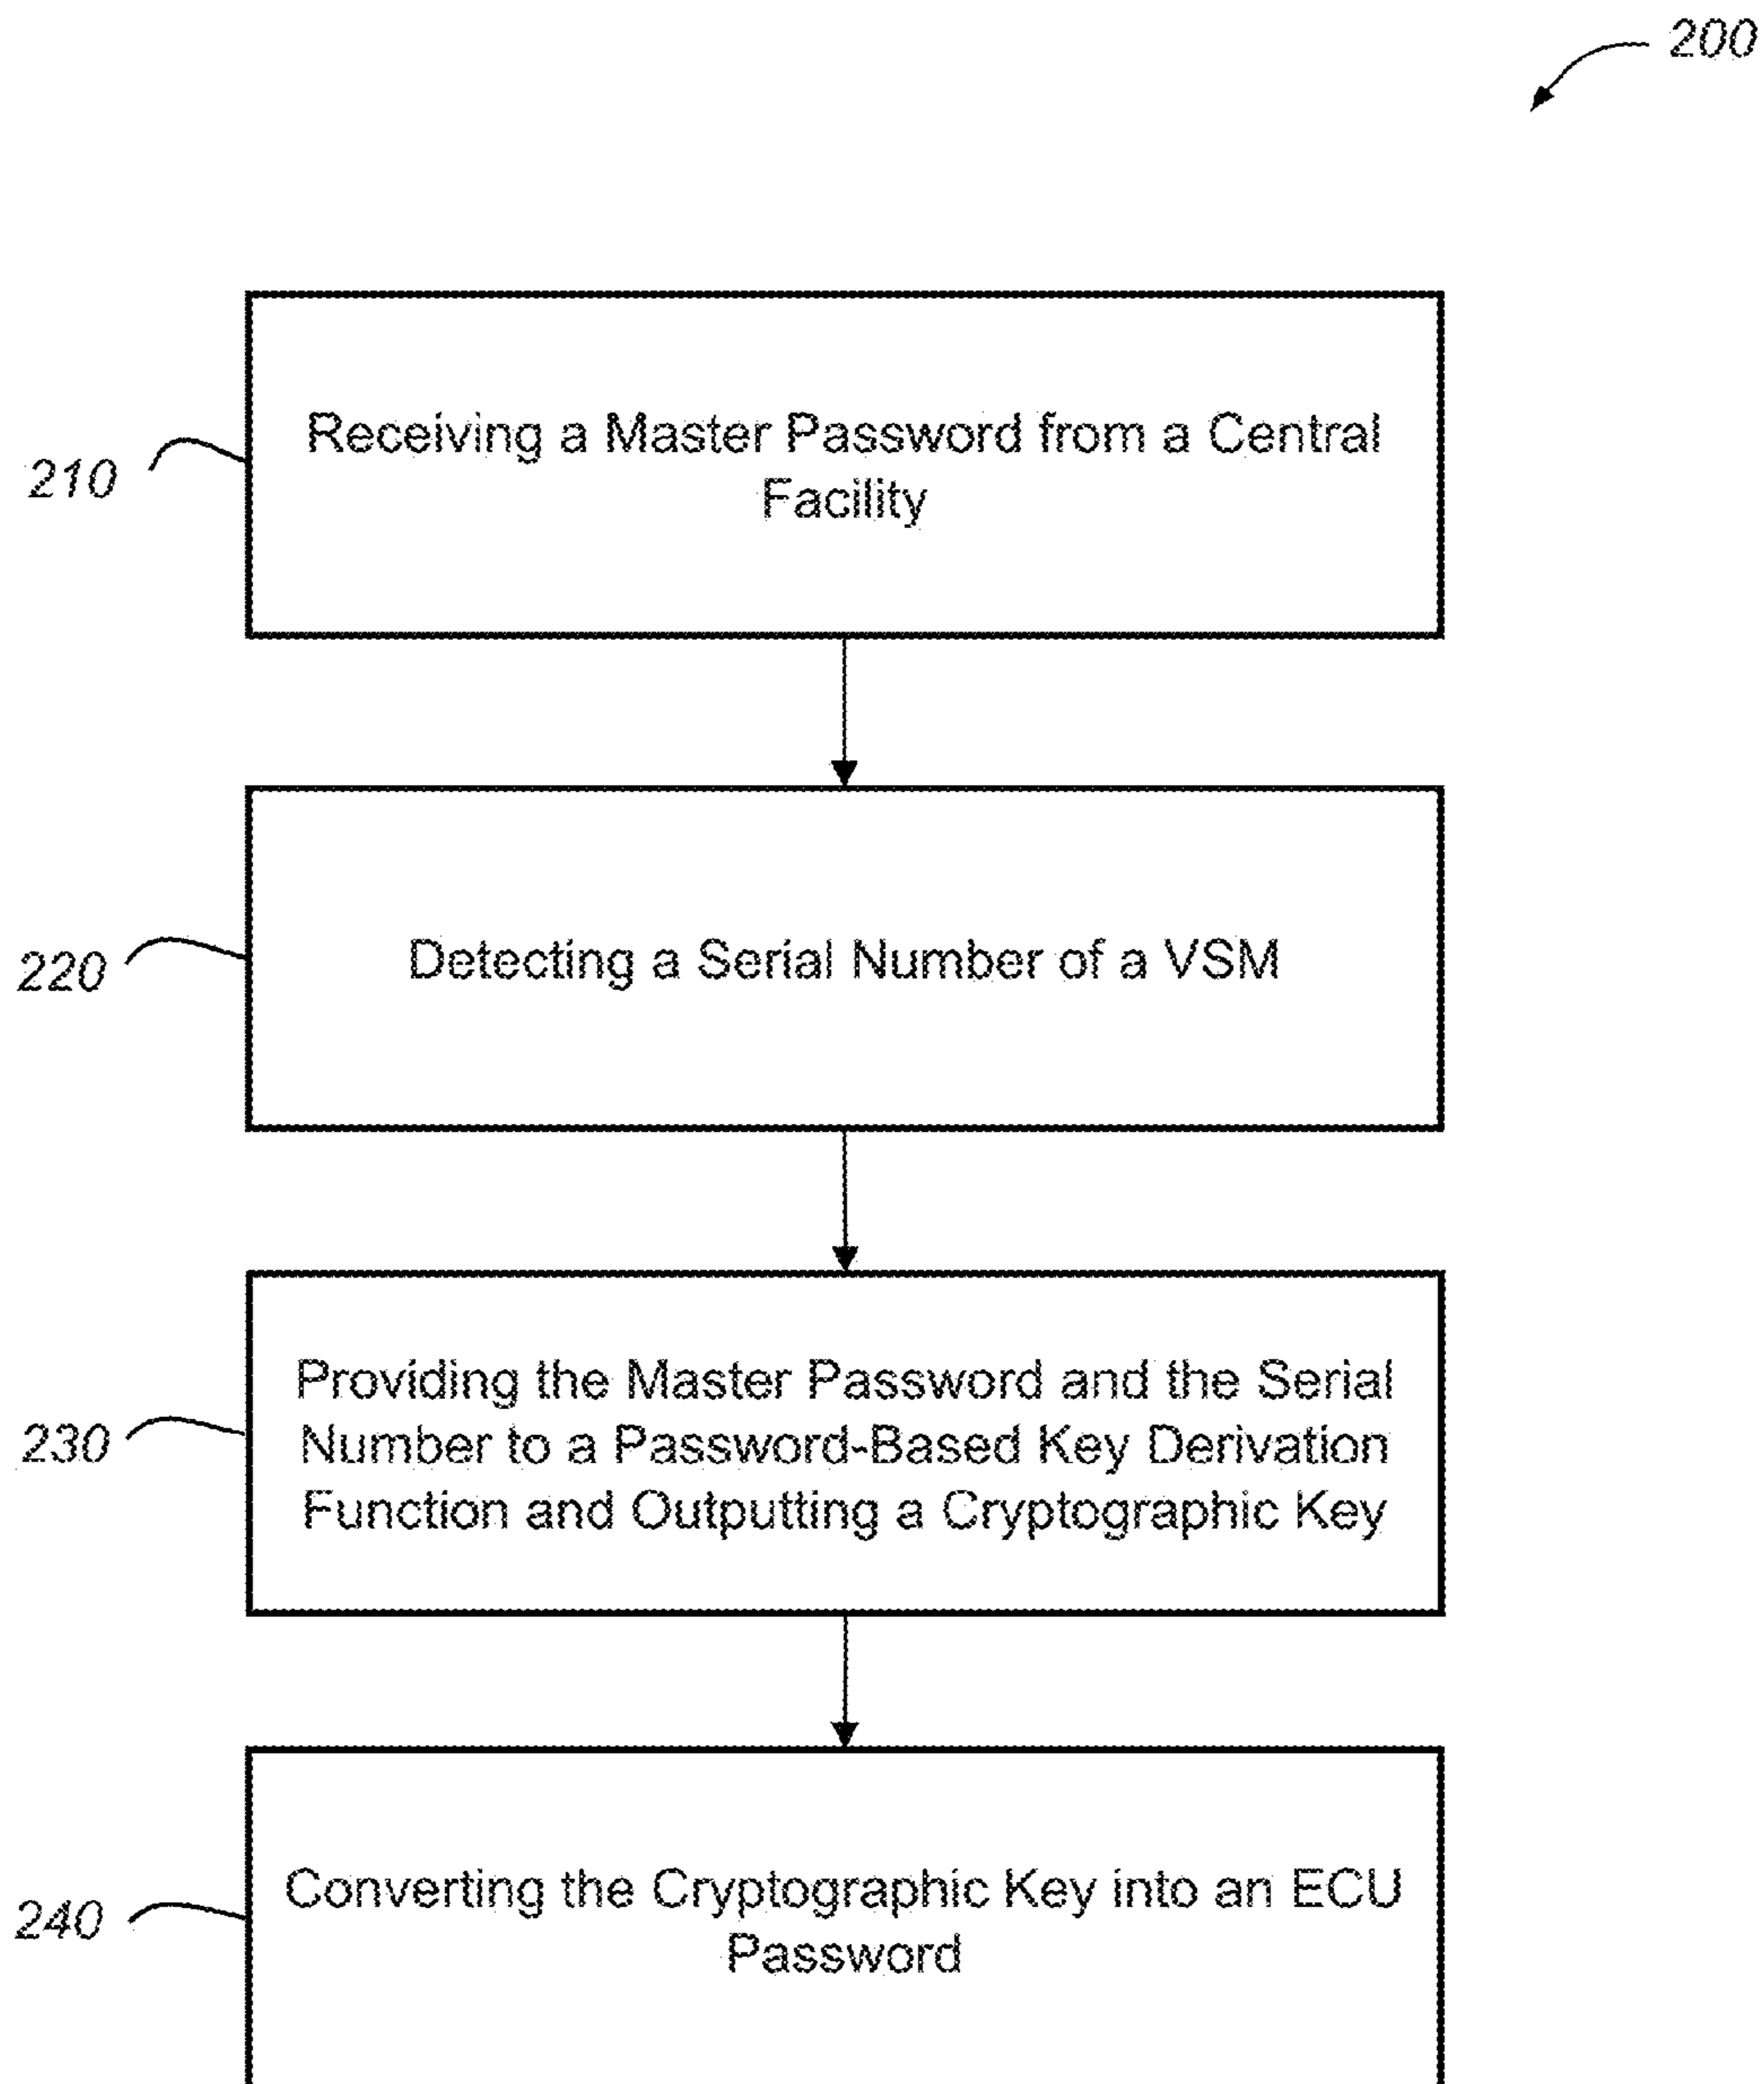 200
210
Receiving a Master Password from a Central
Facility
220
Detecting a Serial Number of a VSM
230
Providing the Master Password and the Serial
Number to a Password-Based Key Derivation
Function and Outputting a Cryptographic Key
240
Converting the Cryptographic Key into an ECU
Password